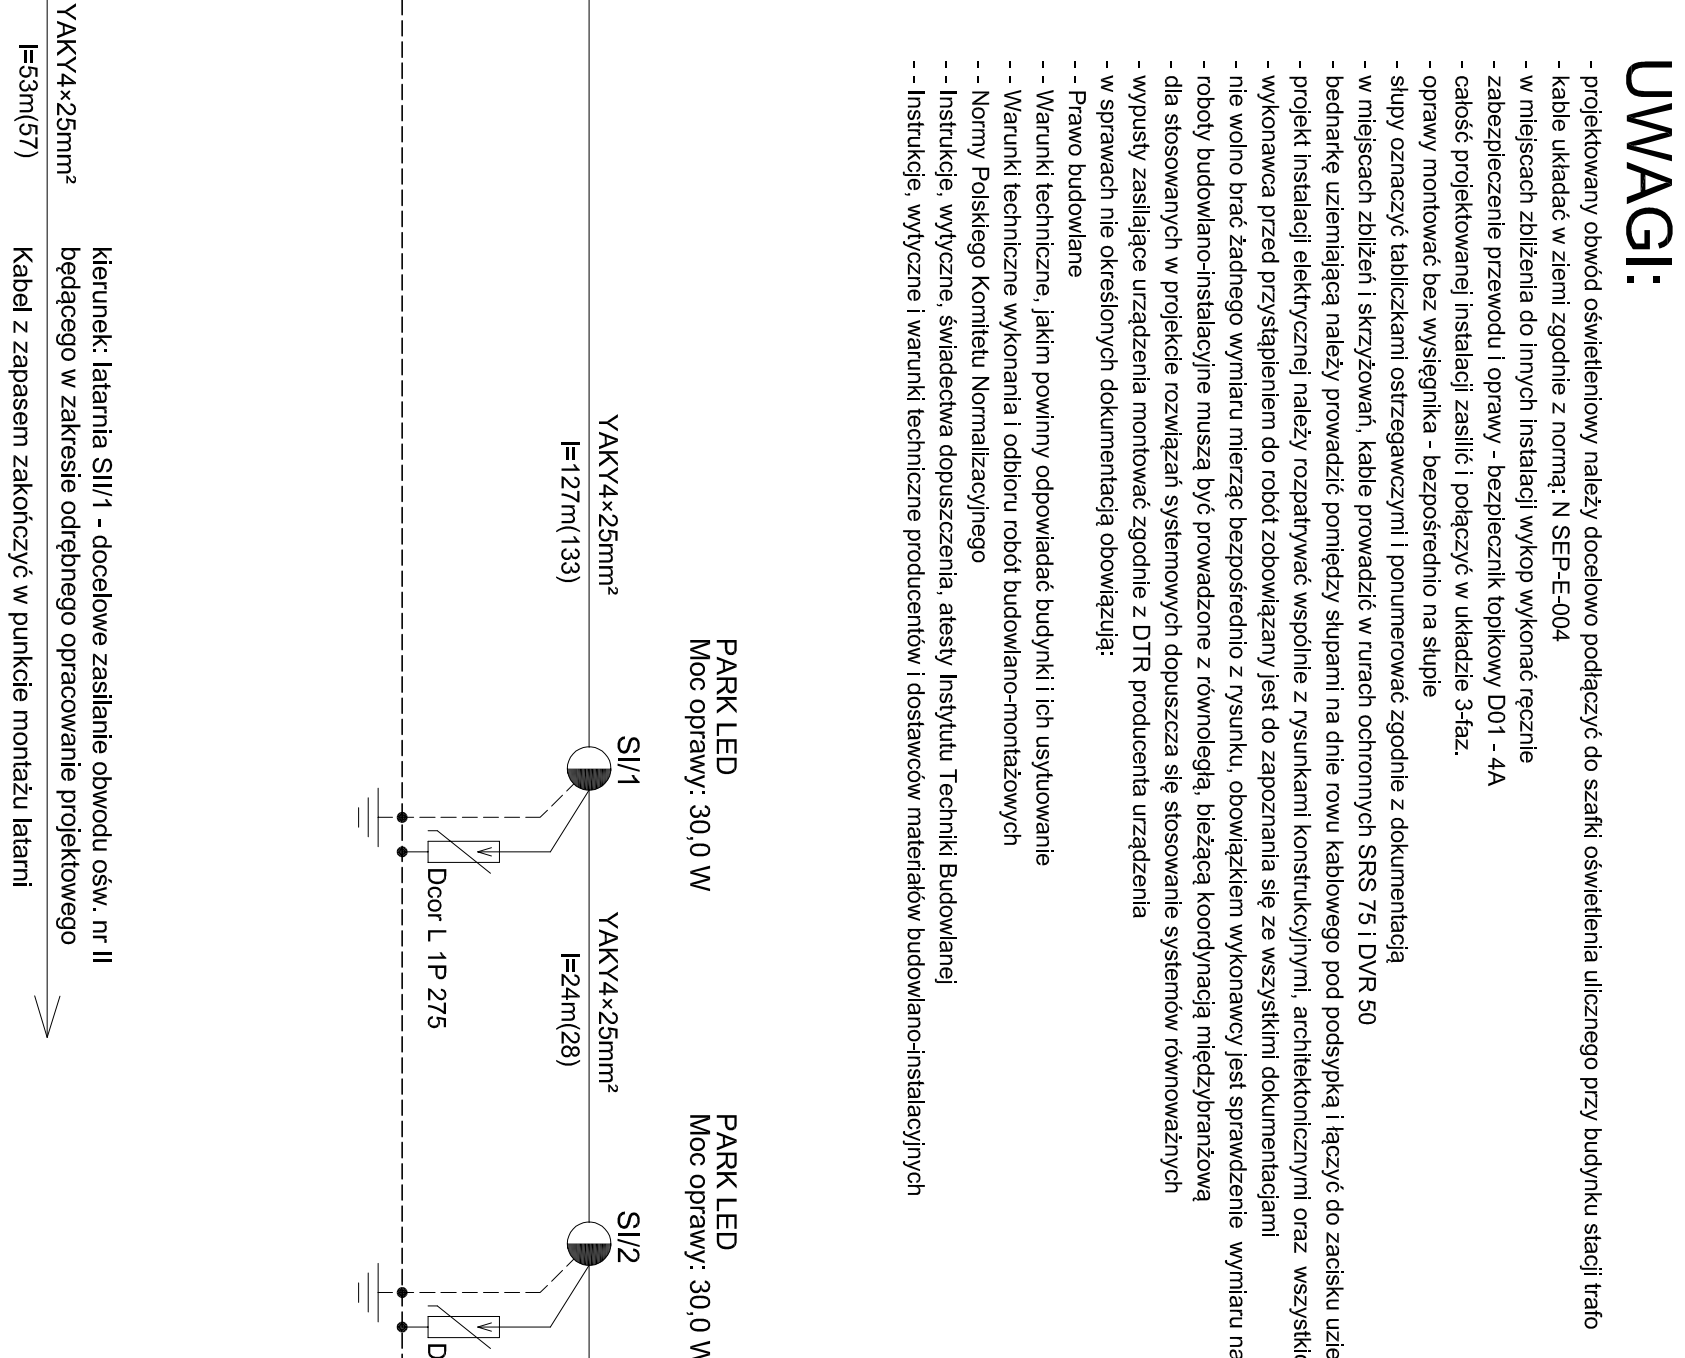 UWAGI:
- projektowany obwód oświetleniowy należy docelowo podłączyć do szafki oświetlenia ulicznego przy budynku stacji trafo
- kable układać w ziemi zgodnie z normą: N SEP-E-004
- w miejscach zbliżenia do innych instalacji wykop wykonać ręcznie
- zabezpieczenie przewodu i oprawy - bezpiecznik topikowy D01 - 4A
- całość projektowanej instalacji zasilić i połączyć w układzie 3-faz.
- oprawy montować bez wysięgnika - bezpośrednio na słupie
- słupy oznaczyć tabliczkami ostrzegawczymi i ponumerować zgodnie z dokumentacją
- w miejscach zbliżeń i skrzyżowań, kable prowadzić w rurach ochronnych SRS 75 i DVR 50
- bednarkę uziemiającą należy prowadzić pomiędzy słupami na dnie rowu kablowego pod podsypką i łączyć do zacisku uzie
- projekt instalacji elektrycznej należy rozpatrywać wspólnie z rysunkami konstrukcyjnymi, architektonicznymi oraz wszystki
- wykonawca przed przystąpieniem do robót zobowiązany jest do zapoznania się ze wszystkimi dokumentacjami
- nie wolno brać żadnego wymiaru mierząc bezpośrednio z rysunku, obowiązkiem wykonawcy jest sprawdzenie wymiaru na
- roboty budowlano-instalacyjne muszą być prowadzone z równoległą, bieżącą koordynacją międzybranżową
- dla stosowanych w projekcie rozwiązań systemowych dopuszcza się stosowanie systemów równoważnych
- wypusty zasilające urządzenia montować zgodnie z DTR producenta urządzenia
- w sprawach nie określonych dokumentacją obowiązują:
- - Prawo budowlane
- - Warunki techniczne, jakim powinny odpowiadać budynki i ich usytuowanie
- - Warunki techniczne wykonania i odbioru robót budowlano-montażowych
- - Normy Polskiego Komitetu Normalizacyjnego
- - Instrukcje, wytyczne, świadectwa dopuszczenia, atesty Instytutu Techniki Budowlanej
- - Instrukcje, wytyczne i warunki techniczne producentów i dostawców materiałów budowlano-instalacyjnych
PARK LED
Moc oprawy: 30,0 W
PARK LED
Moc oprawy: 30,0 W
SI/1
SI/2
YAKY4×25mm²
l=127m(133)
YAKY4×25mm²
l=24m(28)
Dcor L 1P 275
D
kierunek: latarnia SII/1 - docelowe zasilanie obwodu ośw. nr II
będącego w zakresie odrębnego opracowanie projektowego
YAKY4×25mm²
l=53m(57)
Kabel z zapasem zakończyć w punkcie montażu latarni